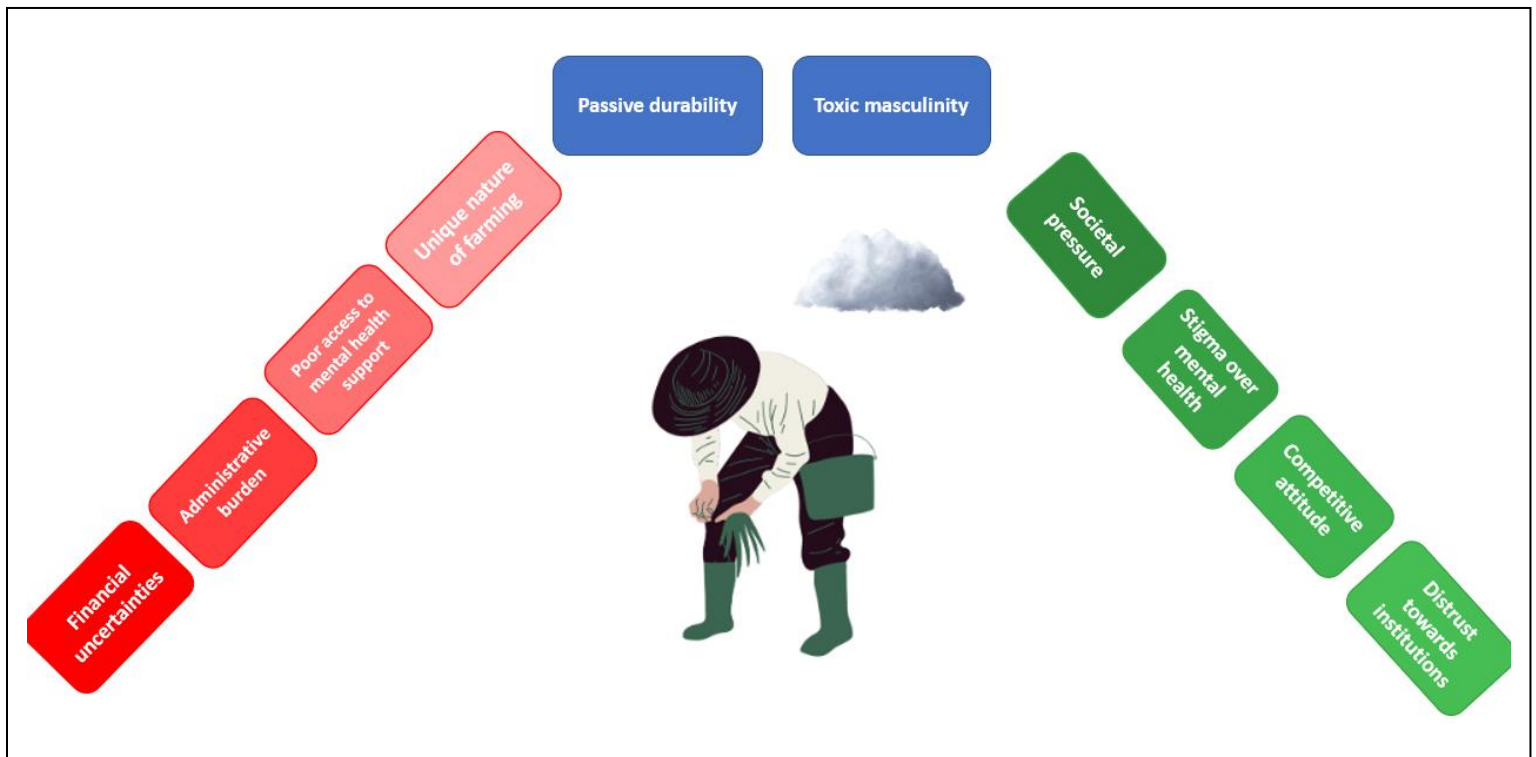 Passive durability
Toxic masculinity
Unique nature
of farming
Poor access to
mental health
support
Administrative
burden
Financial
uncertainties
Societal
pressure
Stigma over
mental
health
Competitive
attitude
Distrust
towards
institutions